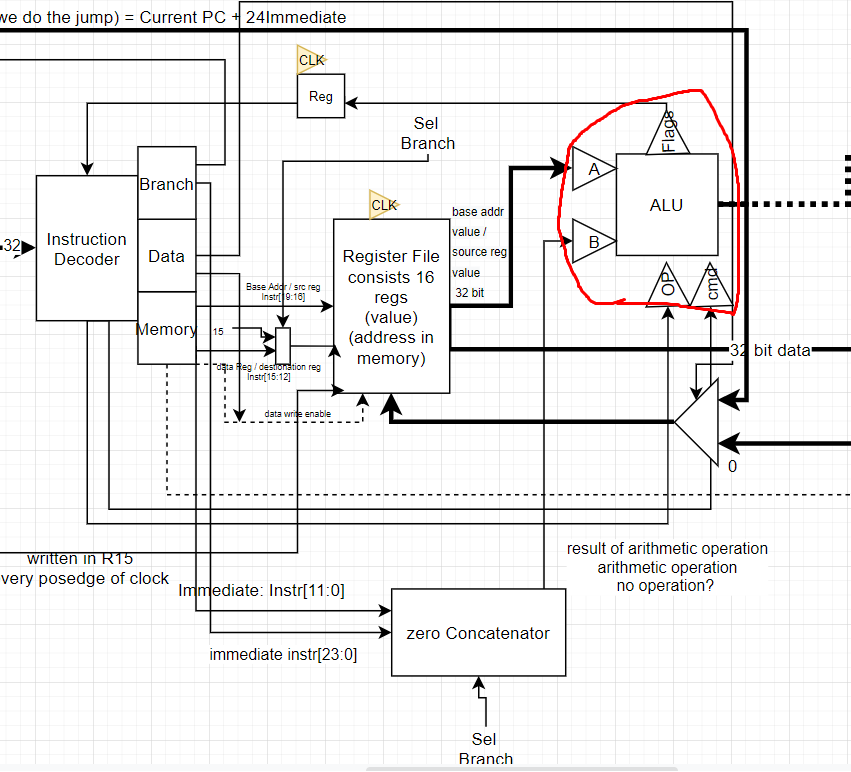 we do the jump) = Current PC + 24Immediate
CLK
Reg
Sel
Branch
Flags
A
ALU
B
OP
cmd
Branch
Data
Memory
32
Instruction
Decoder
CLK
Register File
consists 16
regs
(value)
(address in
memory)
base addr
value /
source reg
value
32 bit
Base Addr / src reg
Instr[19:16]
15
data Reg / destionation reg
Instr[15:12]
data write enable
32 bit data
0
written in R15
very posedge of clock
result of arithmetic operation
arithmetic operation
no operation?
Immediate: Instr[11:0]
immediate instr[23:0]
zero Concatenator
Sel
Branch